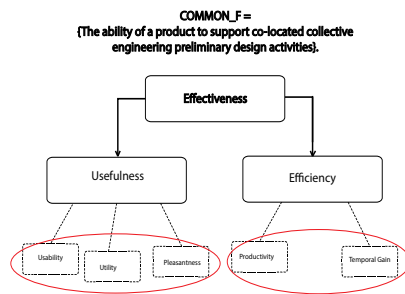 COMMON_F =
{The ability of a product to support co-located collective
engineering preliminary design activities}.
Effectiveness
Usefulness
Efficiency
Usability
Utility
Pleasantness
Productivity
Temporal Gain